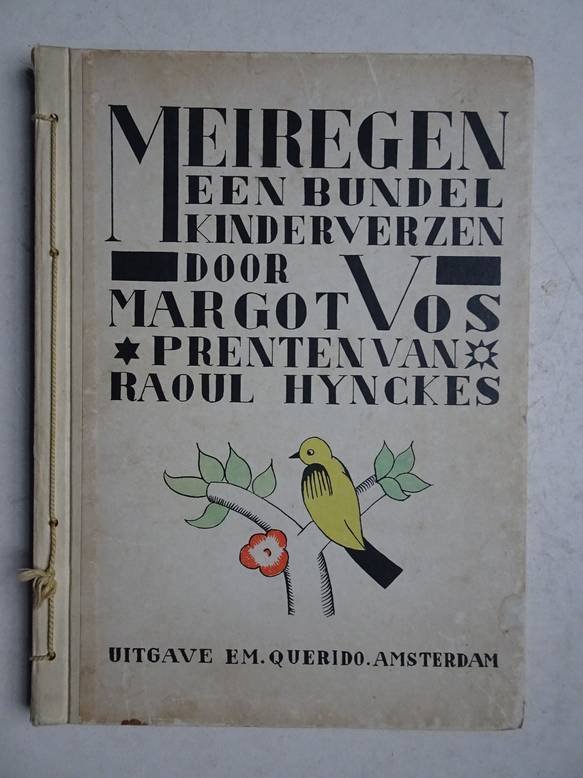 MEIREGEN
EEN BUNDEL
KINDERVERZEN
DOOR
MARGOT VOS
PRENTEN VAN
RAOUL HYNCKES
UITGAVE EM. QUERIDO. AMSTERDAM